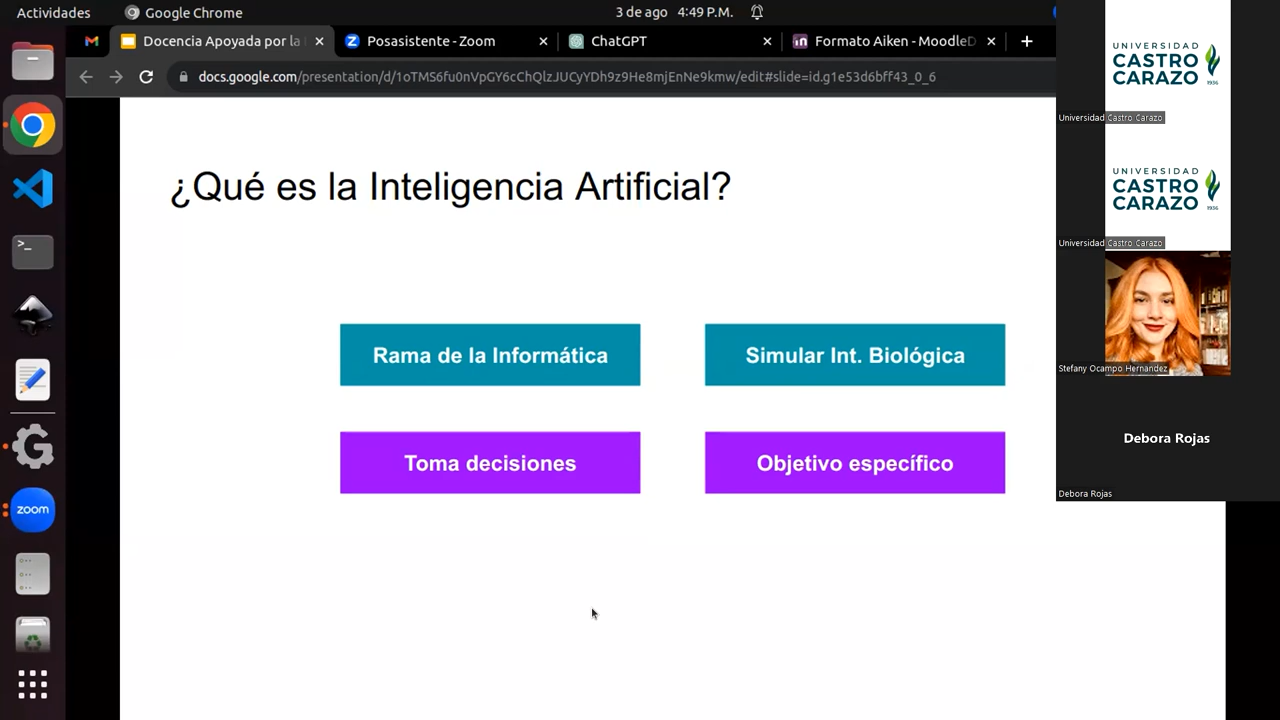 Actividades
Google Chrome
3 de ago 4:49 P.M.
Docencia Apoyada por la
Posasistente - Zoom
ChatGPT
Formato Aiken - MoodleD
docs.google.com/presentation/d/1oTMS6fu0nVpGY6cChQlzJUCyYDh9z9He8mjEnNe9kmw/edit#slide=id.g1e53d6bff43_0_6
¿Qué es la Inteligencia Artificial?
Rama de la Informática
Simular Int. Biológica
Toma decisiones
Objetivo específico
zoom
UNIVERSIDAD
CASTRO
CARAZO
1936
Universidad Castro Carazo
UNIVERSIDAD
CASTRO
CARAZO
1936
Universidad Castro Carazo
Stefany Ocampo Hernandez
Debora Rojas
Debora Rojas